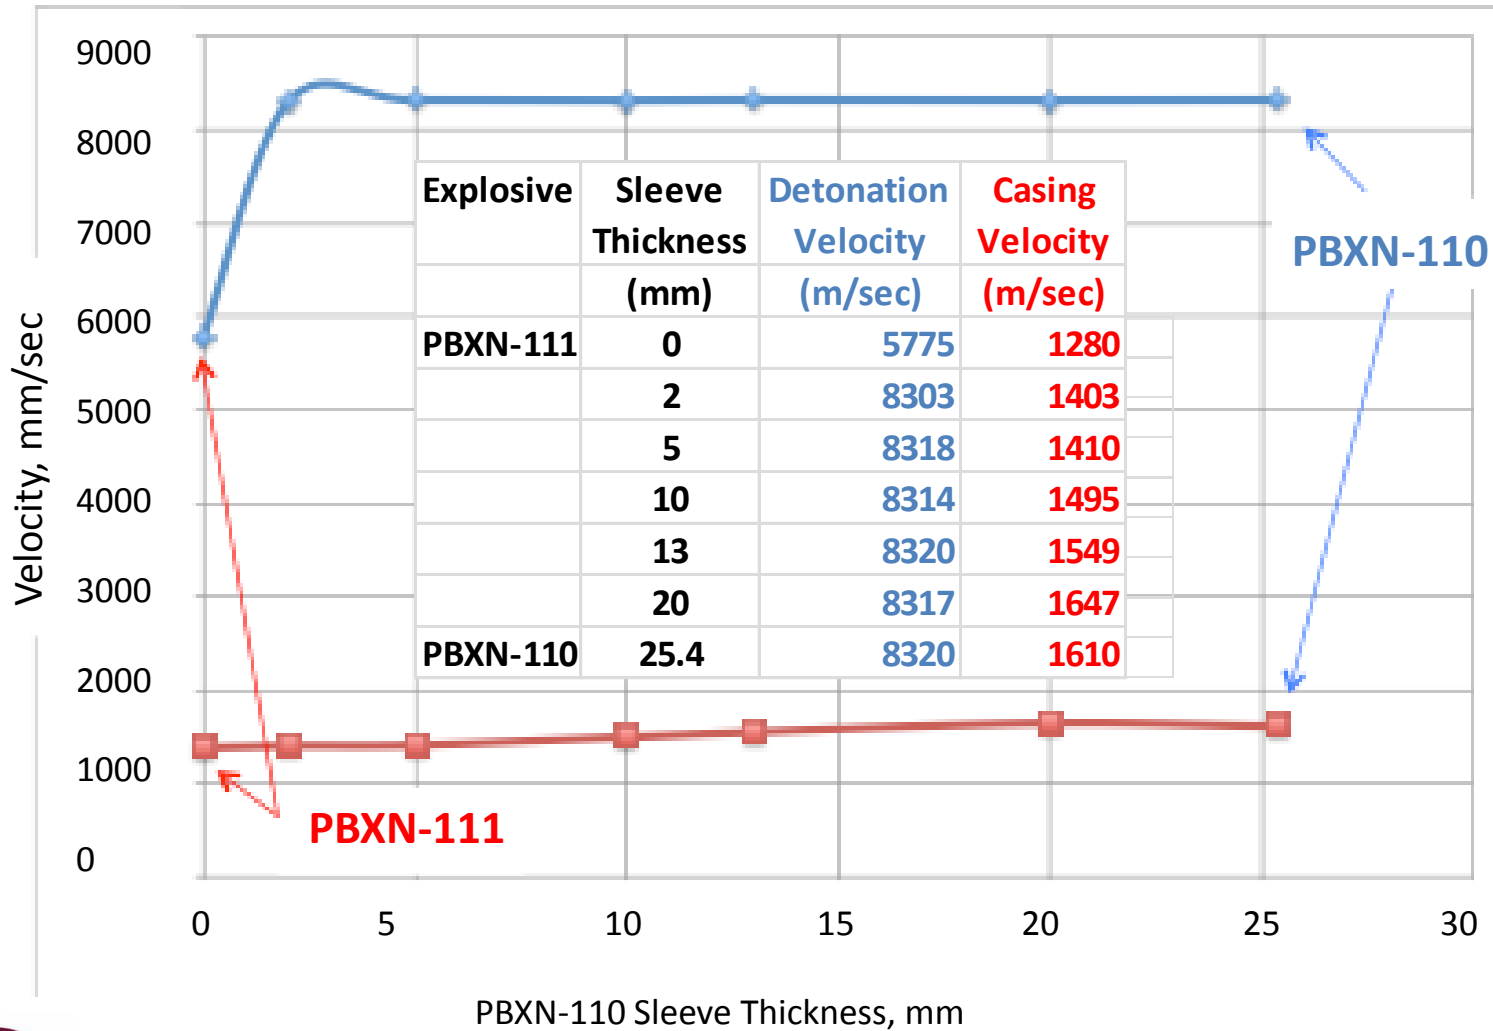 9000
8000
7000
6000
5000
4000
3000
2000
1000
0
Velocity, mm/sec
Explosive Sleeve Thickness Detonation Velocity Casing Velocity
(mm) (m/sec) (m/sec)
PBXN-111 0 5775 1280
2 8303 1403
5 8318 1410
10 8314 1495
13 8320 1549
20 8317 1647
PBXN-110 25.4 8320 1610
PBXN-110
PBXN-111
0 5 10 15 20 25 30
PBXN-110 Sleeve Thickness, mm